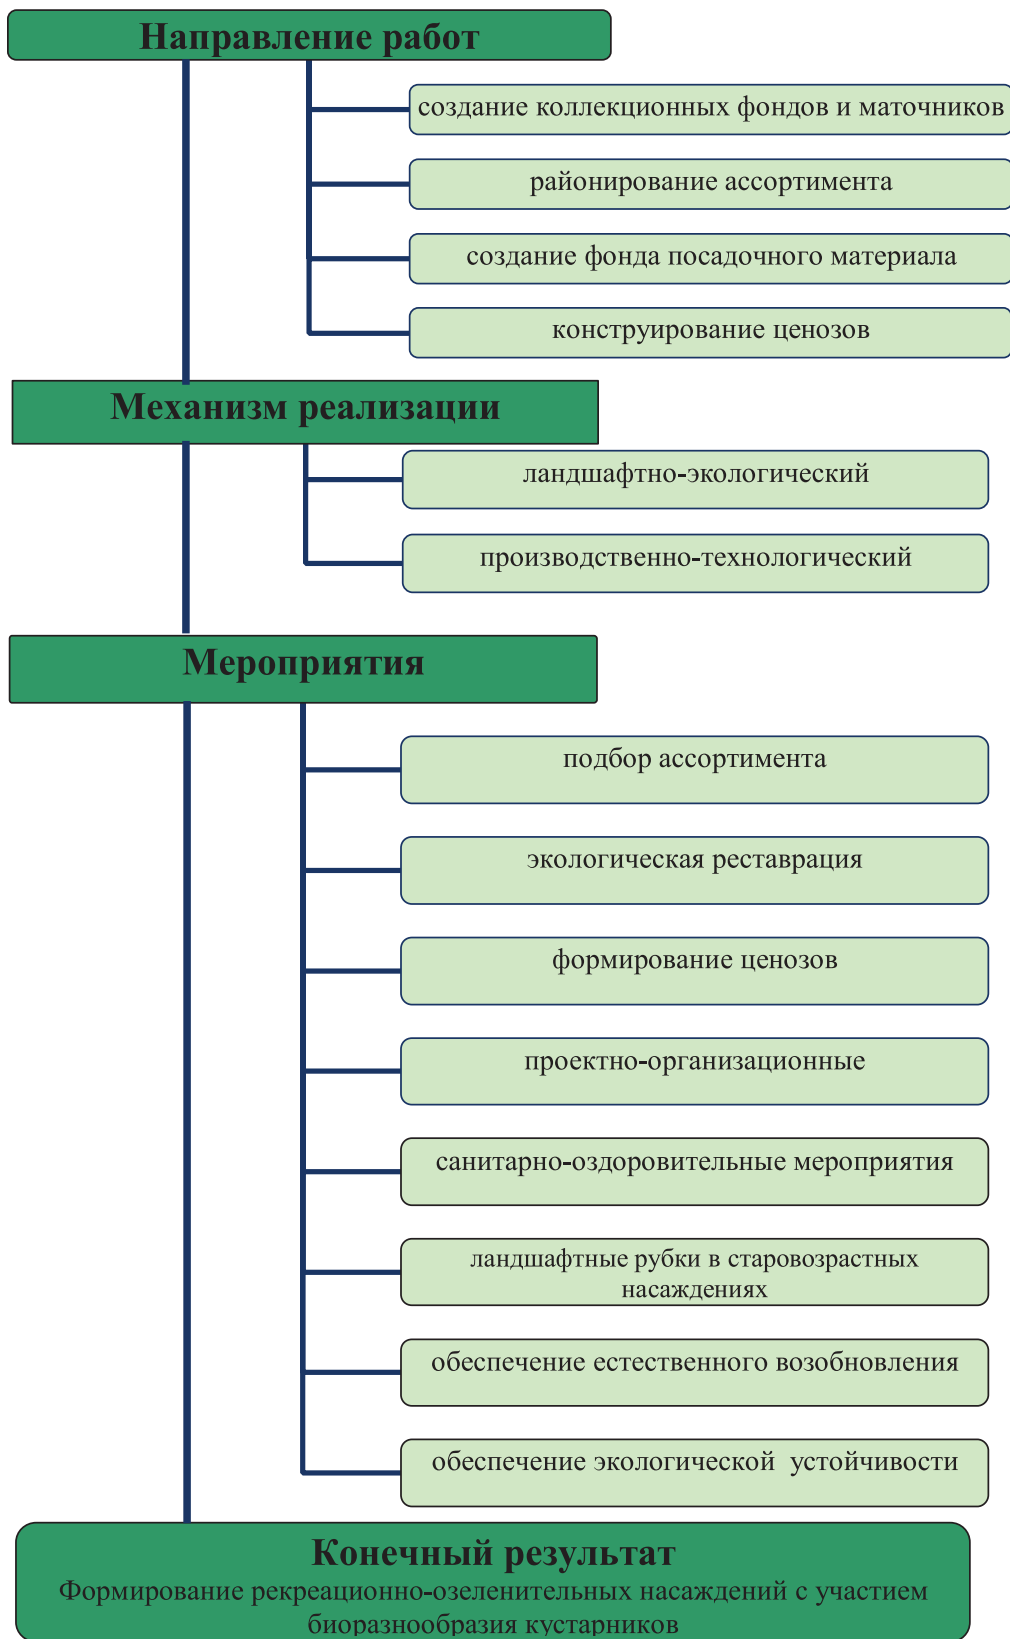 Направление работ
создание коллекционных фондов и маточников
районирование ассортимента
создание фонда посадочного материала
конструирование ценозов
Механизм реализации
ландшафтно-экологический
производственно-технологический
Мероприятия
подбор ассортимента
экологическая реставрация
формирование ценозов
проектно-организационные
санитарно-оздоровительные мероприятия
ландшафтные рубки в старовозрастных
насаждениях
обеспечение естественного возобновления
обеспечение экологической устойчивости
Конечный результат
Формирование рекреационно-озеленительных насаждений с участием
биоразнообразия кустарников